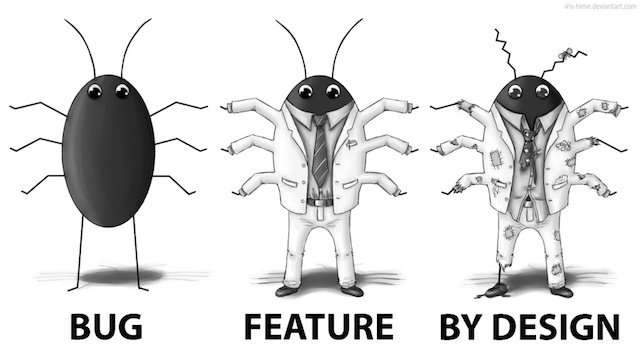 iris-hime.deviantart.com
BUG FEATURE BY DESIGN